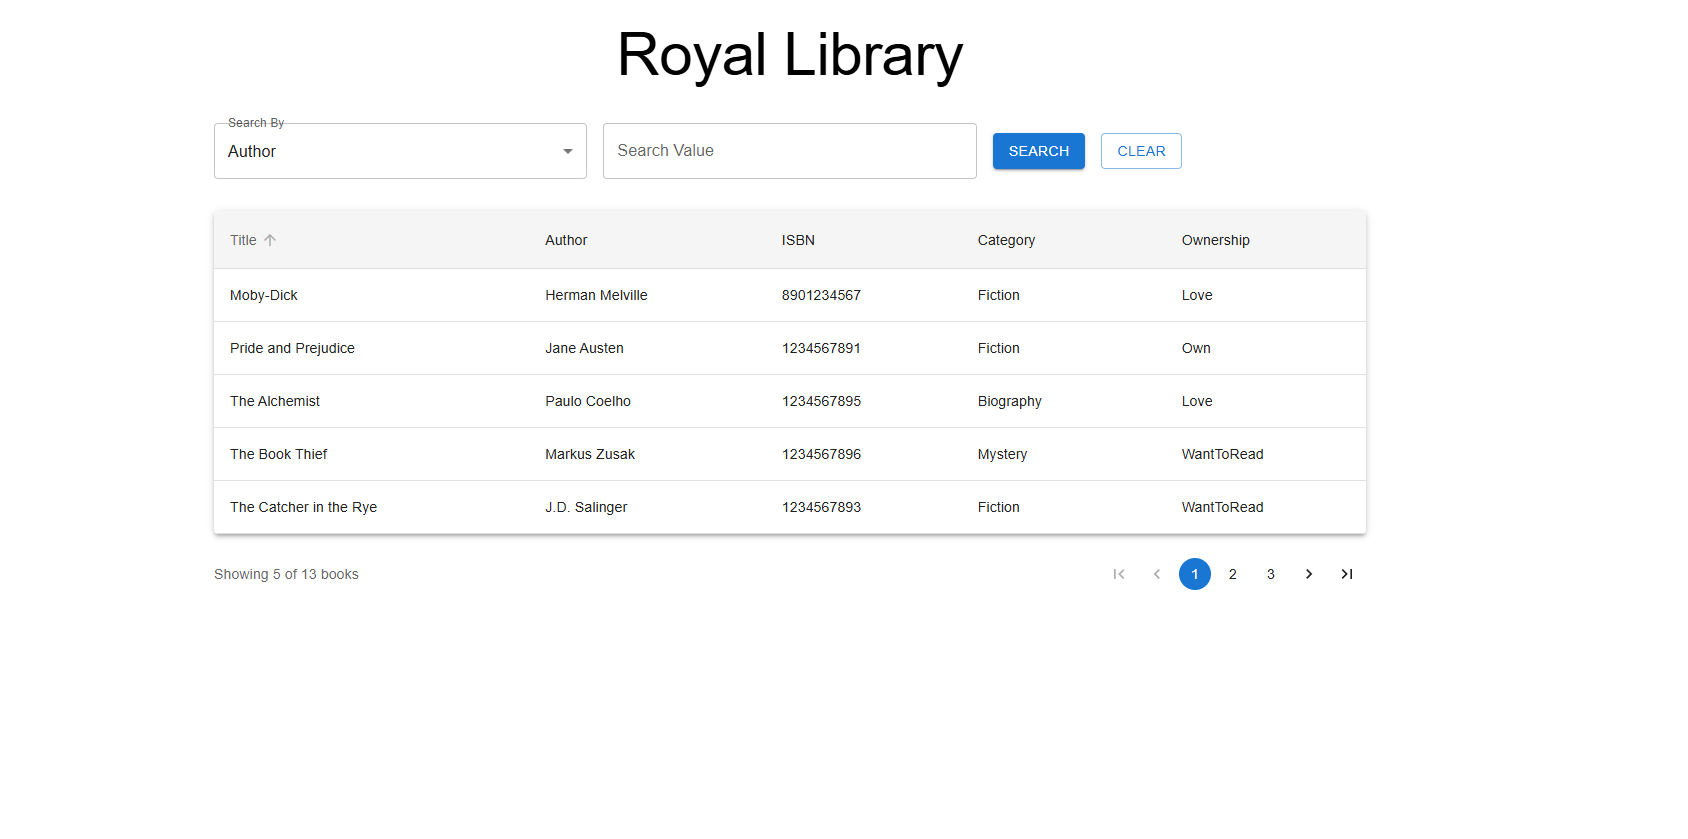 Royal Library
Search By
Author
Search Value
SEARCH
CLEAR
Title Author ISBN Category Ownership
Moby-Dick Herman Melville 8901234567 Fiction Love
Pride and Prejudice Jane Austen 1234567891 Fiction Own
The Alchemist Paulo Coelho 1234567895 Biography Love
The Book Thief Markus Zusak 1234567896 Mystery WantToRead
The Catcher in the Rye J.D. Salinger 1234567893 Fiction WantToRead
Showing 5 of 13 books 1 2 3